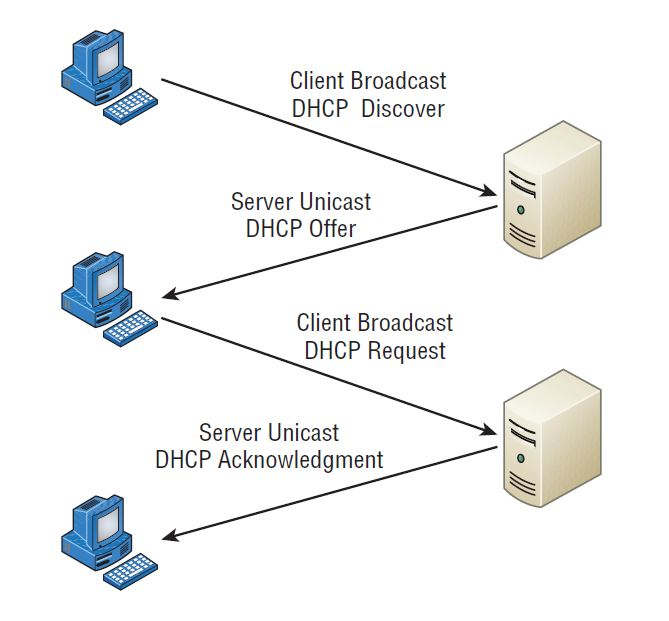 Client Broadcast
DHCP Discover
Server Unicast
DHCP Offer
Client Broadcast
DHCP Request
Server Unicast
DHCP Acknowledgment